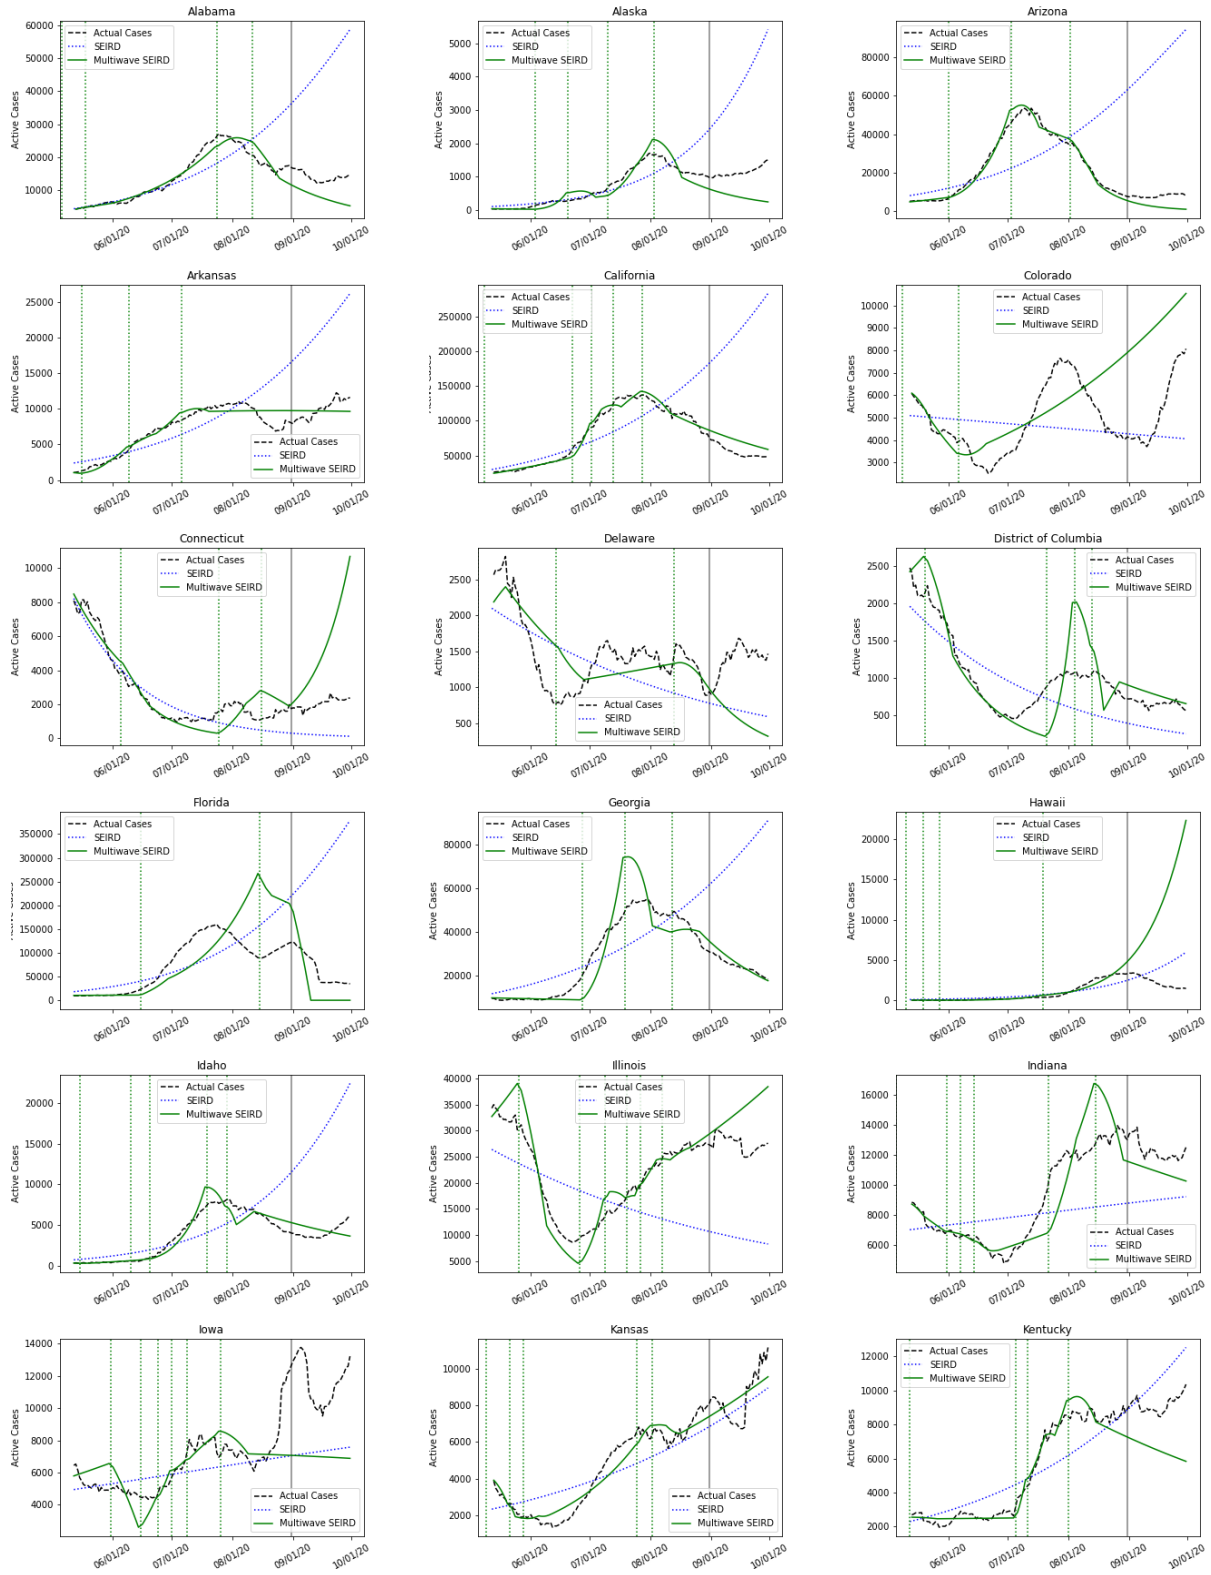 Alabama
60000
50000
40000
30000
20000
10000
Active Cases
Actual Cases
SEIRD
Multiwave SEIRD
06/01/20 07/01/20 08/01/20 09/01/20 10/01/20
Alaska
5000
4000
3000
2000
1000
0
Active Cases
Actual Cases
SEIRD
Multiwave SEIRD
06/01/20 07/01/20 08/01/20 09/01/20 10/01/20
Arizona
80000
60000
40000
20000
0
Active Cases
Actual Cases
SEIRD
Multiwave SEIRD
06/01/20 07/01/20 08/01/20 09/01/20 10/01/20
Arkansas
25000
20000
15000
10000
5000
0
Active Cases
Actual Cases
SEIRD
Multiwave SEIRD
06/01/20 07/01/20 08/01/20 09/01/20 10/01/20
California
250000
200000
150000
100000
50000
Actual Cases
SEIRD
Multiwave SEIRD
06/01/20 07/01/20 08/01/20 09/01/20 10/01/20
Colorado
10000
9000
8000
7000
6000
5000
4000
3000
Active Cases
Actual Cases
SEIRD
Multiwave SEIRD
06/01/20 07/01/20 08/01/20 09/01/20 10/01/20
Connecticut
10000
8000
6000
4000
2000
0
Active Cases
Actual Cases
SEIRD
Multiwave SEIRD
06/01/20 07/01/20 08/01/20 09/01/20 10/01/20
Delaware
2500
2000
1500
1000
500
Active Cases
Actual Cases
SEIRD
Multiwave SEIRD
06/01/20 07/01/20 08/01/20 09/01/20 10/01/20
District of Columbia
2500
2000
1500
1000
500
Active Cases
Actual Cases
SEIRD
Multiwave SEIRD
06/01/20 07/01/20 08/01/20 09/01/20 10/01/20
Florida
350000
300000
250000
200000
150000
100000
50000
0
Actual Cases
SEIRD
Multiwave SEIRD
06/01/20 07/01/20 08/01/20 09/01/20 10/01/20
Georgia
80000
60000
40000
20000
Active Cases
Actual Cases
SEIRD
Multiwave SEIRD
06/01/20 07/01/20 08/01/20 09/01/20 10/01/20
Hawaii
20000
15000
10000
5000
0
Active Cases
Actual Cases
SEIRD
Multiwave SEIRD
06/01/20 07/01/20 08/01/20 09/01/20 10/01/20
Idaho
20000
15000
10000
5000
0
Active Cases
Actual Cases
SEIRD
Multiwave SEIRD
06/01/20 07/01/20 08/01/20 09/01/20 10/01/20
Illinois
40000
35000
30000
25000
20000
15000
10000
5000
Active Cases
Actual Cases
SEIRD
Multiwave SEIRD
06/01/20 07/01/20 08/01/20 09/01/20 10/01/20
Indiana
16000
14000
12000
10000
8000
6000
Active Cases
Actual Cases
SEIRD
Multiwave SEIRD
06/01/20 07/01/20 08/01/20 09/01/20 10/01/20
Iowa
14000
12000
10000
8000
6000
4000
Active Cases
Actual Cases
SEIRD
Multiwave SEIRD
06/01/20 07/01/20 08/01/20 09/01/20 10/01/20
Kansas
10000
8000
6000
4000
2000
Active Cases
Actual Cases
SEIRD
Multiwave SEIRD
06/01/20 07/01/20 08/01/20 09/01/20 10/01/20
Kentucky
12000
10000
8000
6000
4000
2000
Active Cases
Actual Cases
SEIRD
Multiwave SEIRD
06/01/20 07/01/20 08/01/20 09/01/20 10/01/20